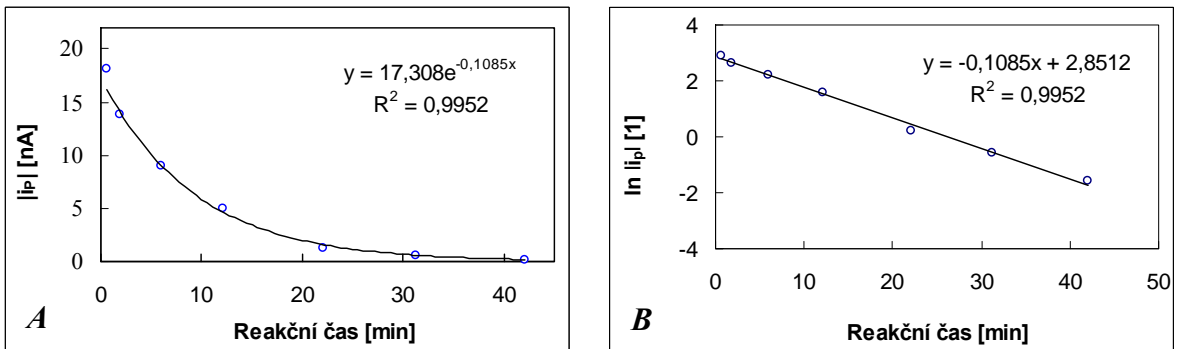 20
15
10
5
0
|iₚ| [nA]
y = 17,308e^-0,1085x
R² = 0,9952
0 10 20 30 40
A
Reakční čas [min]
4
2
0
-2
-4
ln |iₚ| [1]
y = -0,1085x + 2,8512
R² = 0,9952
0 10 20 30 40 50
B
Reakční čas [min]